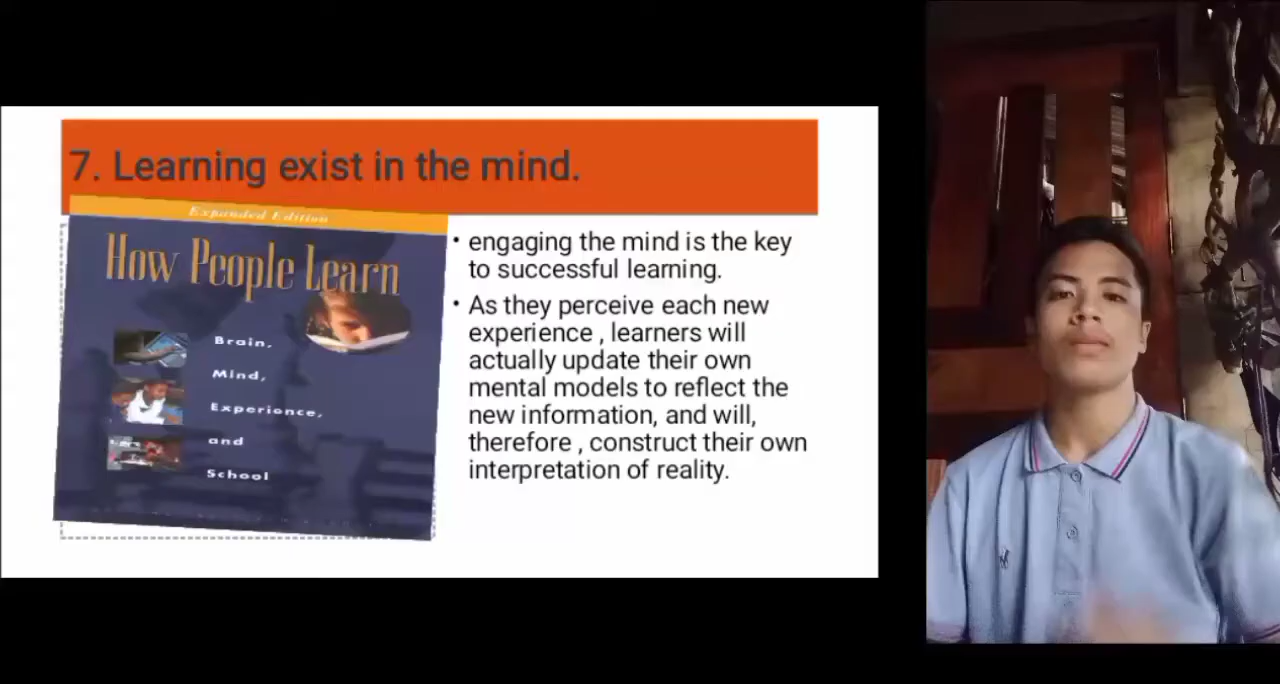 7. Learning exist in the mind.
Expanded Edition
How People Learn
Brain,
Mind,
Experience,
and
School
• engaging the mind is the key
to successful learning.
• As they perceive each new
experience , learners will
actually update their own
mental models to reflect the
new information, and will,
therefore , construct their own
interpretation of reality.